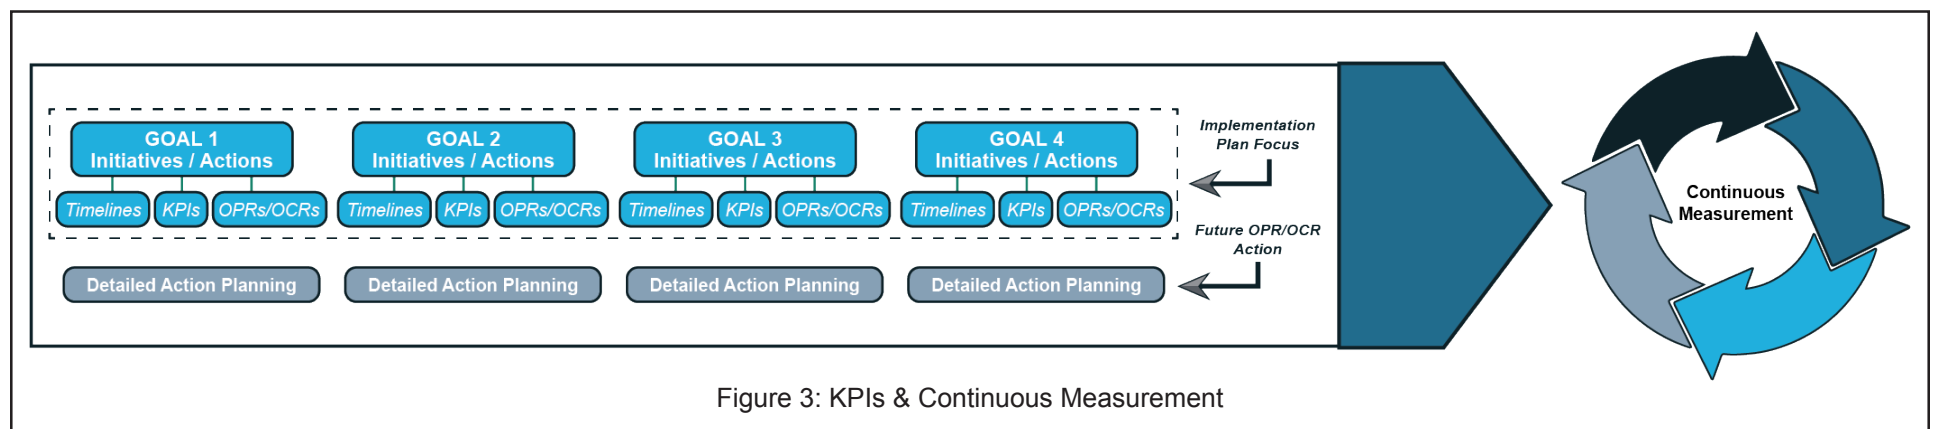 GOAL 1
Initiatives / Actions
Timelines
KPIs
OPRs/OCRs
GOAL 2
Initiatives / Actions
Timelines
KPIs
OPRs/OCRs
GOAL 3
Initiatives / Actions
Timelines
KPIs
OPRs/OCRs
GOAL 4
Initiatives / Actions
Timelines
KPIs
OPRs/OCRs
Implementation
Plan Focus
Detailed Action Planning
Detailed Action Planning
Detailed Action Planning
Detailed Action Planning
Future OPR/OCR
Action
Continuous
Measurement
Figure 3: KPIs & Continuous Measurement